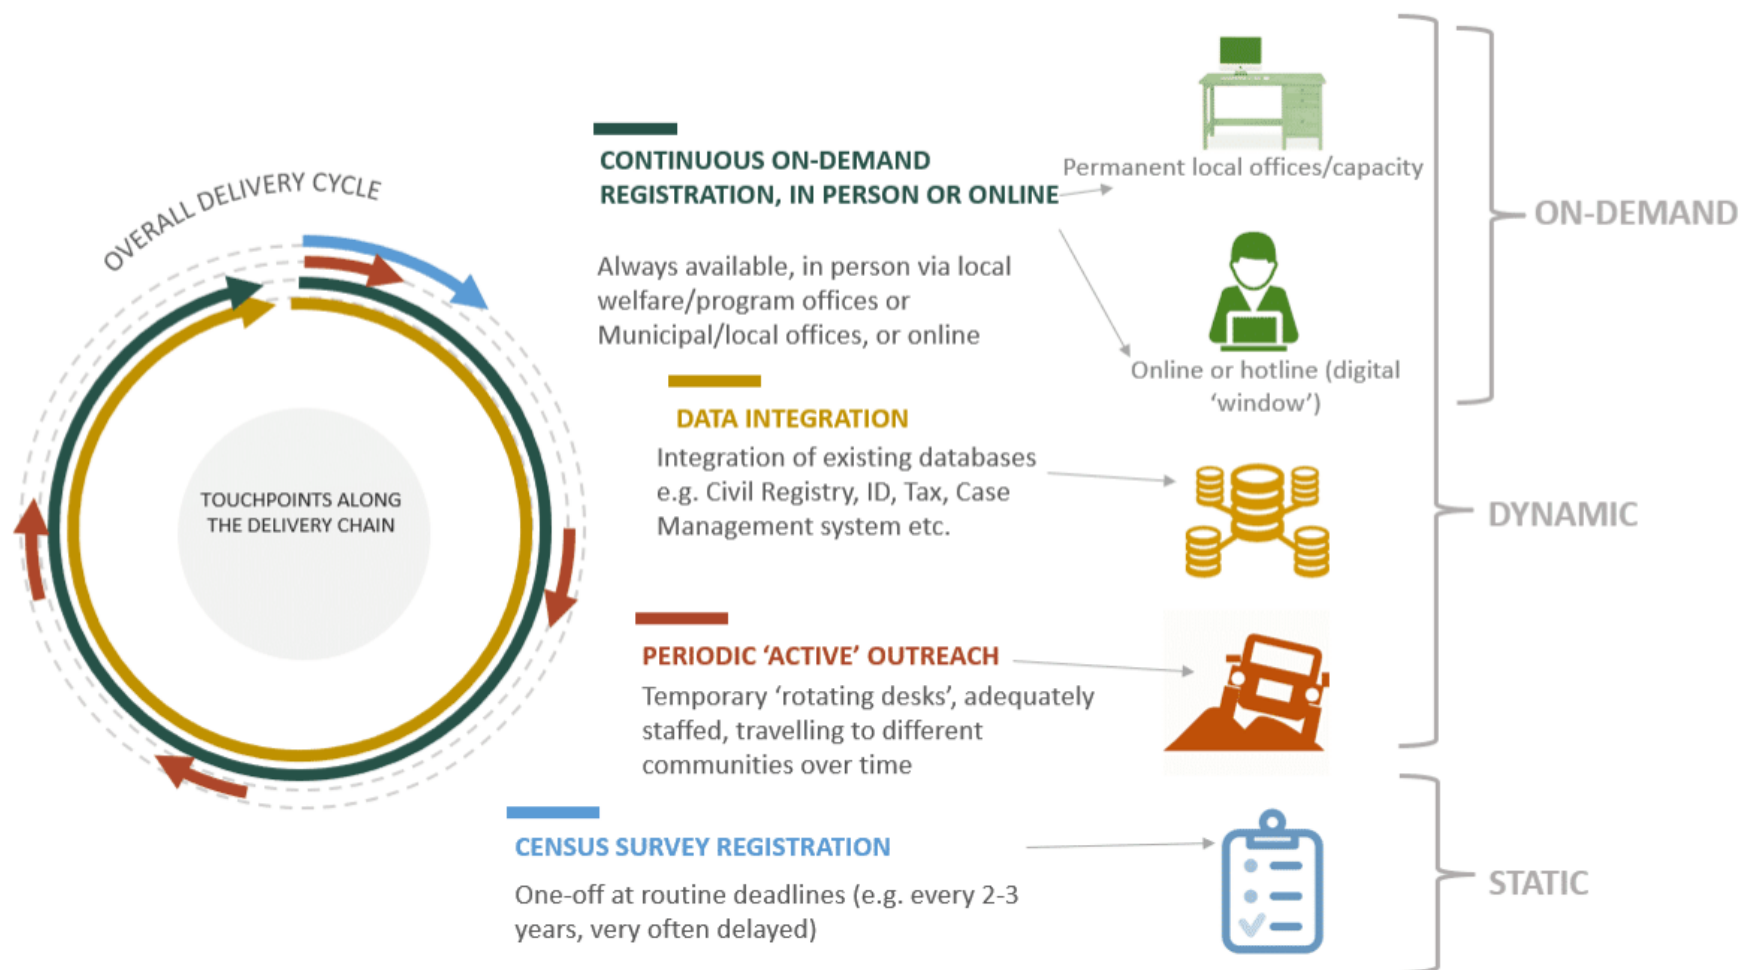 OVERALL DELIVERY CYCLE
TOUCHPOINTS ALONG
THE DELIVERY CHAIN
CONTINUOUS ON-DEMAND
REGISTRATION, IN PERSON OR ONLINE
Always available, in person via local
welfare/program offices or
Municipal/local offices, or online
DATA INTEGRATION
Integration of existing databases
e.g. Civil Registry, ID, Tax, Case
Management system etc.
PERIODIC ‘ACTIVE’ OUTREACH
Temporary ‘rotating desks’, adequately
staffed, travelling to different
communities over time
CENSUS SURVEY REGISTRATION
One-off at routine deadlines (e.g. every 2-3
years, very often delayed)
Permanent local offices/capacity
Online or hotline (digital
‘window’)
ON-DEMAND
DYNAMIC
STATIC